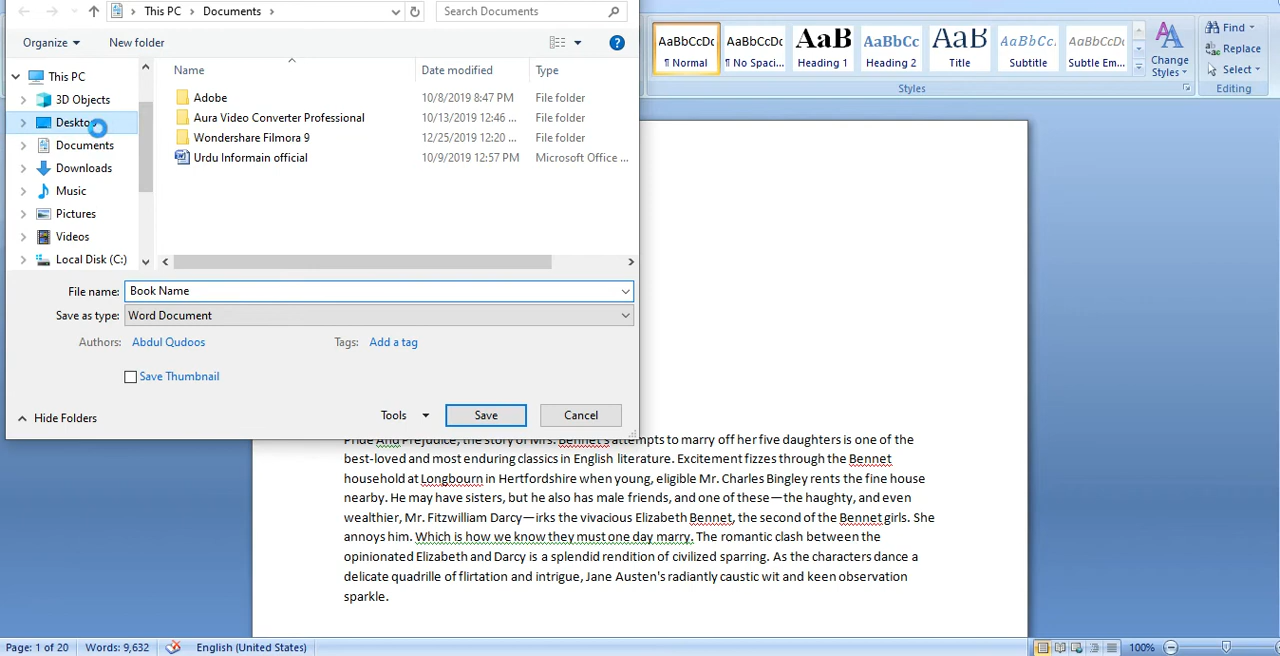 This PC > Documents >
Search Documents
Organize
New folder
Name
Date modified
Type
This PC
3D Objects
Desktop
Documents
Downloads
Music
Pictures
Videos
Local Disk (C:)
Adobe 10/8/2019 8:47 PM File folder
Aura Video Converter Professional 10/13/2019 12:46 ... File folder
Wondershare Filmora 9 12/25/2019 12:20 ... File folder
Urdu Informain official 10/9/2019 12:57 PM Microsoft Office ...
File name: Book Name
Save as type: Word Document
Authors: Abdul Qudoos
Tags: Add a tag
Save Thumbnail
Hide Folders
Tools
Save
Cancel
AaBbCcDc
¶ Normal
AaBbCcDc
¶ No Spaci...
AaB
Heading 1
AaBbCc
Heading 2
AaB
Title
AaBbCc.
Subtitle
AaBbCcDc
Subtle Em...
Change
Styles
Styles
Find
Replace
Select
Editing
Pride And Prejudice, the story of Mrs. Bennet's attempts to marry off her five daughters is one of the
best-loved and most enduring classics in English literature. Excitement fizzes through the Bennet
household at Longbourn in Hertfordshire when young, eligible Mr. Charles Bingley rents the fine house
nearby. He may have sisters, but he also has male friends, and one of these—the haughty, and even
wealthier, Mr. Fitzwilliam Darcy—irks the vivacious Elizabeth Bennet, the second of the Bennet girls. She
annoys him. Which is how we know they must one day marry. The romantic clash between the
opinionated Elizabeth and Darcy is a splendid rendition of civilized sparring. As the characters dance a
delicate quadrille of flirtation and intrigue, Jane Austen's radiantly caustic wit and keen observation
sparkle.
Page: 1 of 20
Words: 9,632
English (United States)
100%